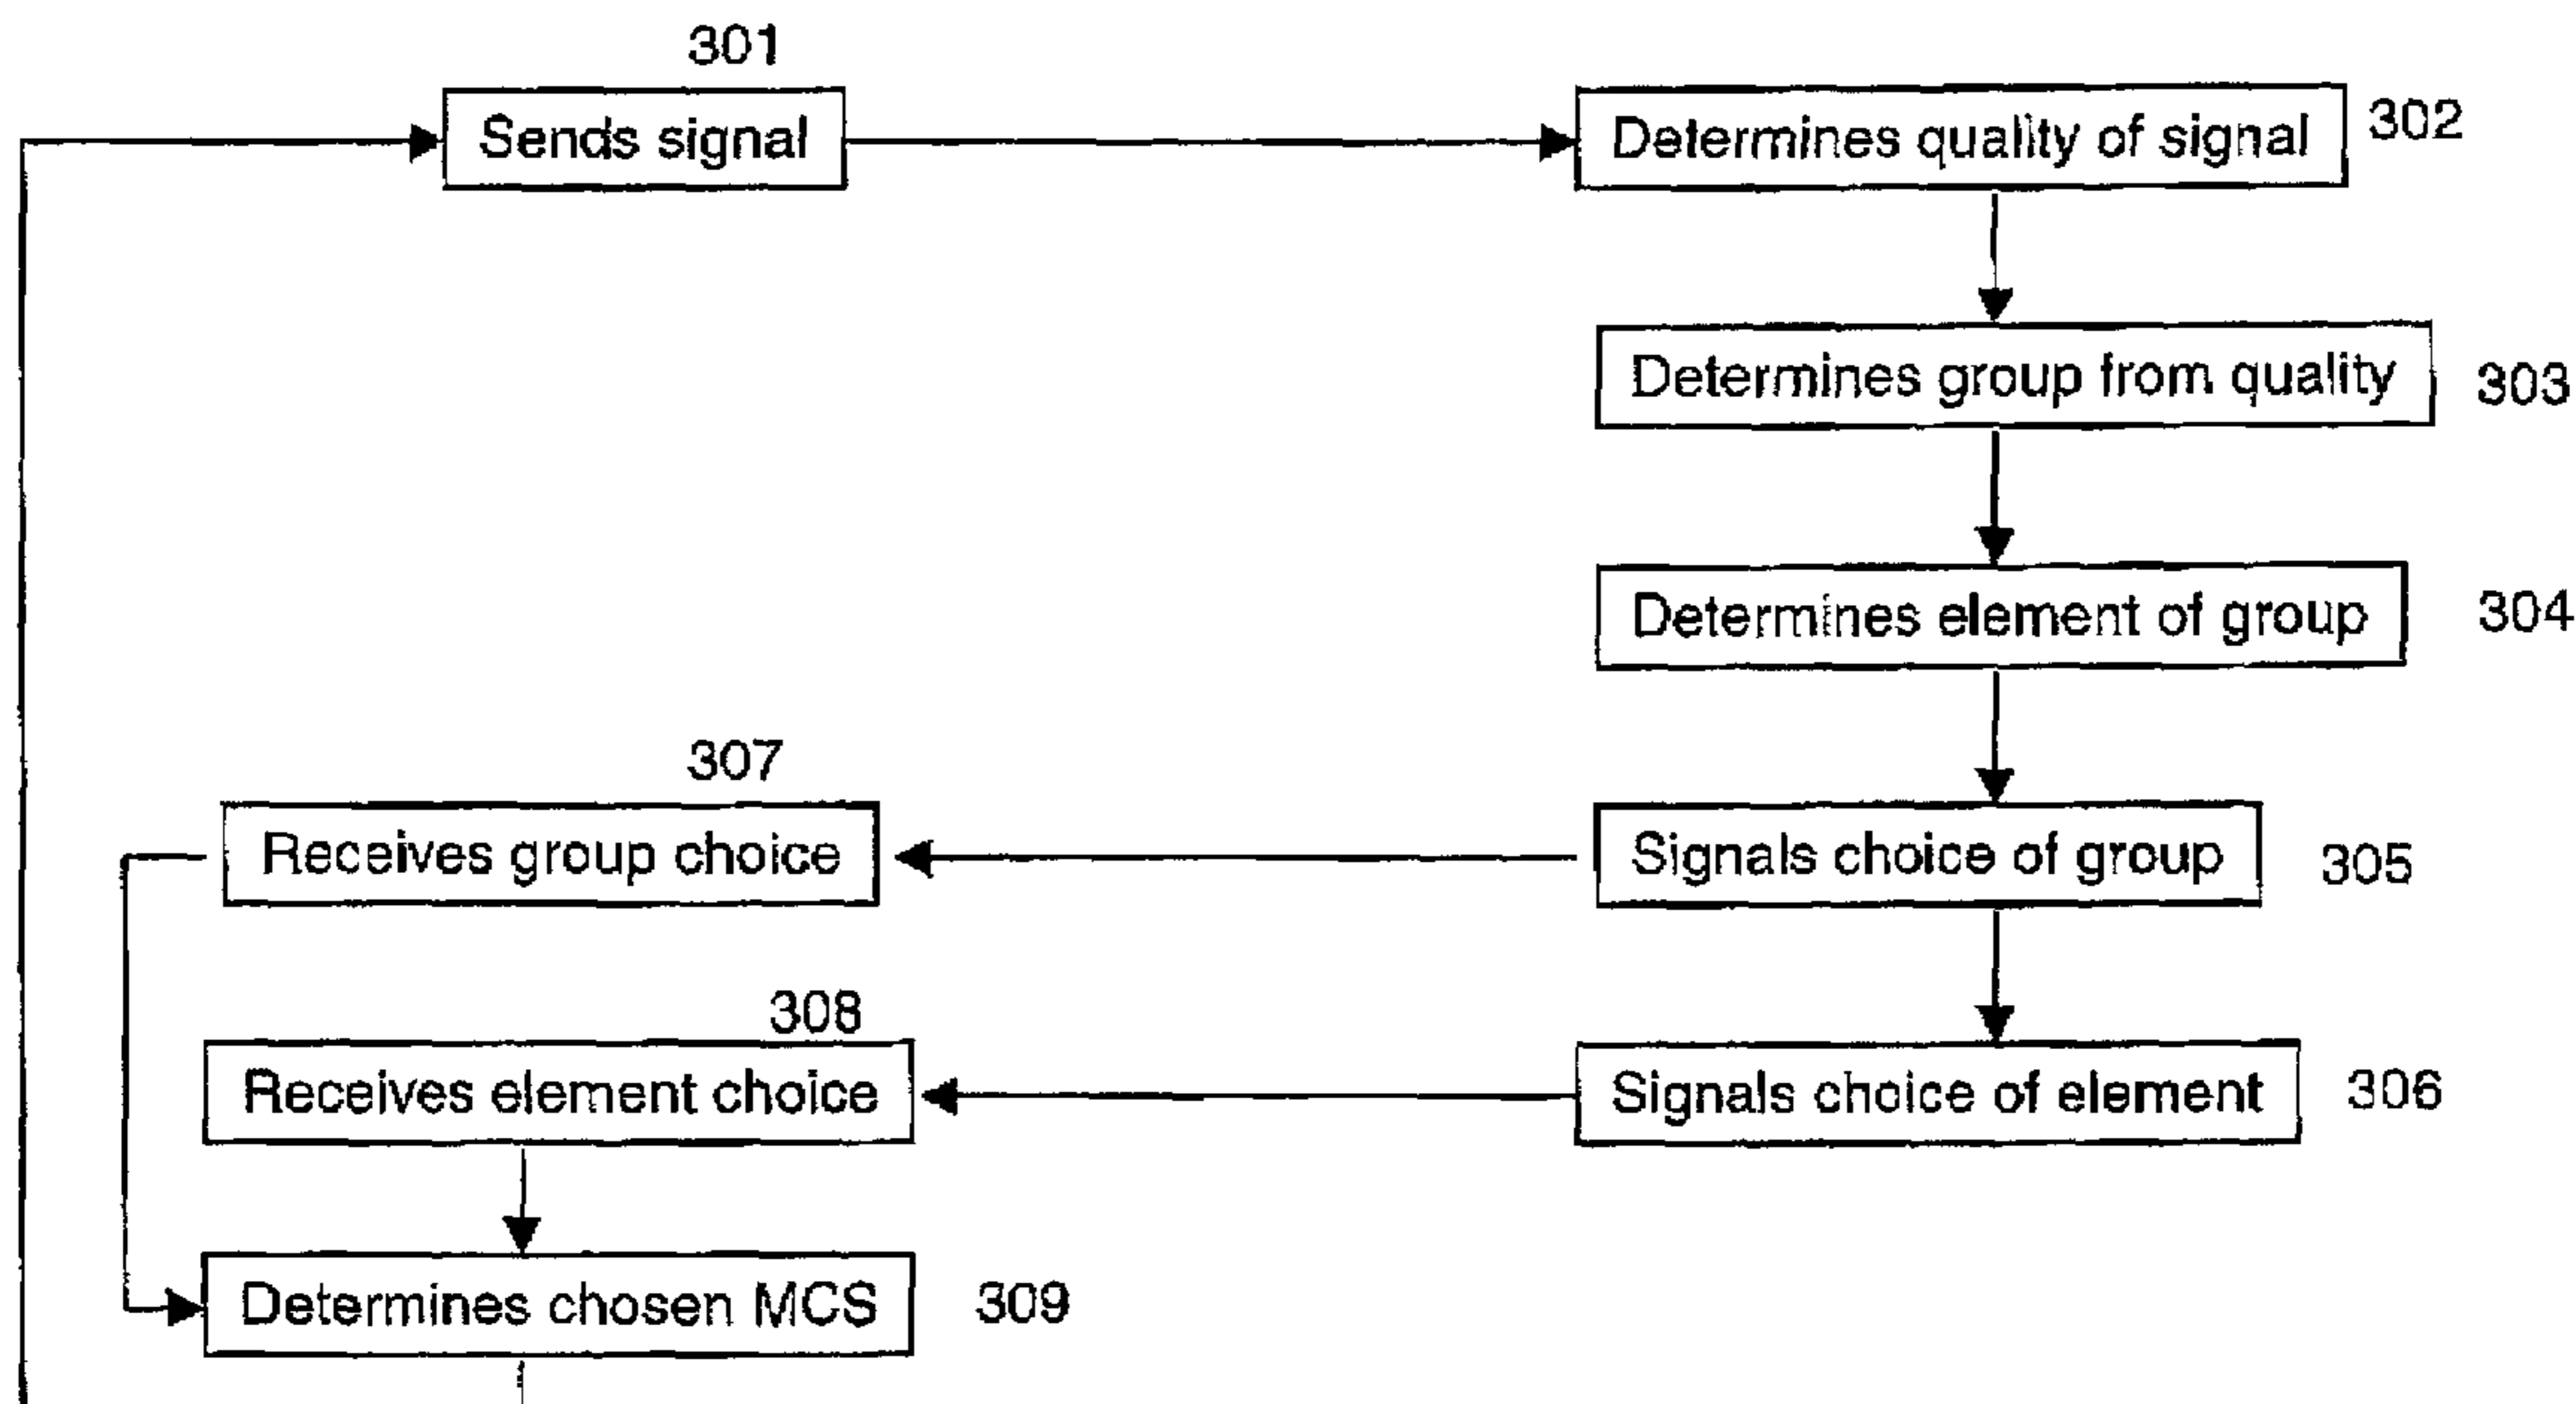 301
Sends signal
Determines quality of signal
302
Determines group from quality
303
Determines element of group
304
307
Receives group choice
Signals choice of group
305
308
Receives element choice
Signals choice of element
306
Determines chosen MCS
309